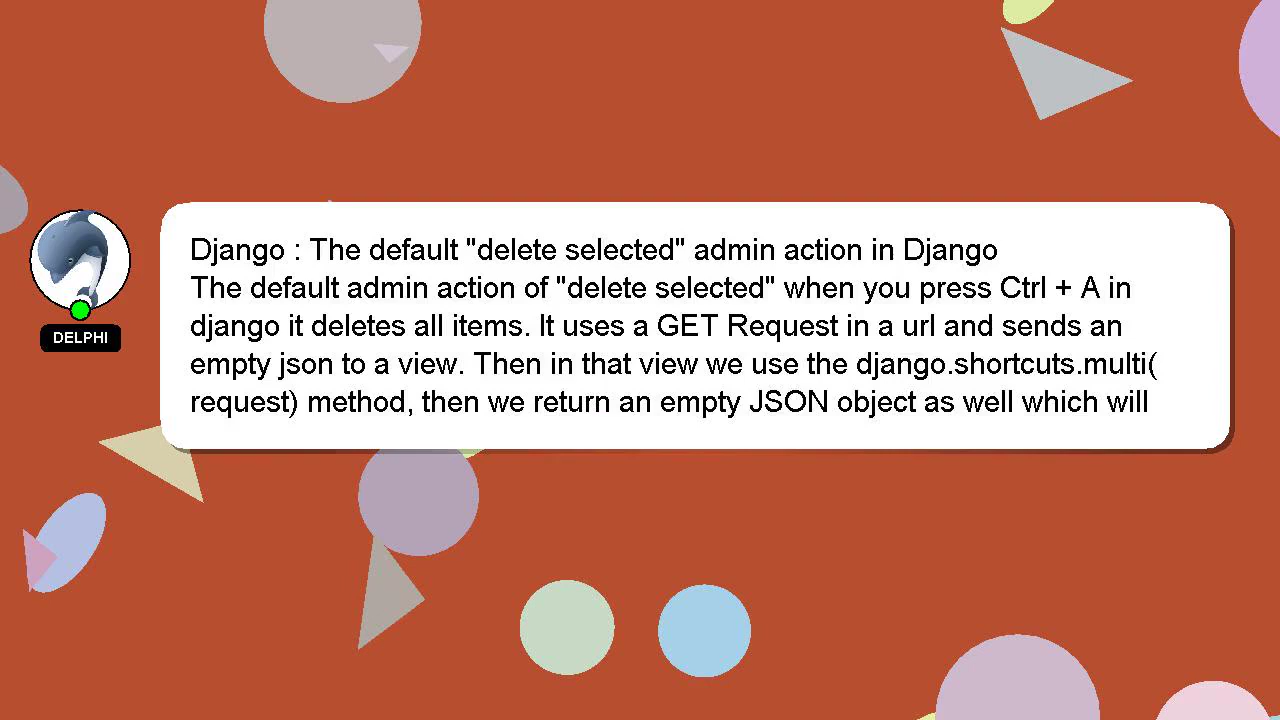 Django : The default "delete selected" admin action in Django
The default admin action of "delete selected" when you press Ctrl + A in
django it deletes all items. It uses a GET Request in a url and sends an
empty json to a view. Then in that view we use the django.shortcuts.multi(
request) method, then we return an empty JSON object as well which will
DELPHI